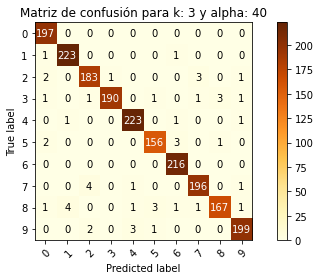 Matriz de confusión para k: 3 y alpha: 40
0 197 0 0 0 0 0 0 0 0 0
1 1 223 0 0 0 0 1 0 0 0
2 2 0 183 1 0 0 0 3 0 1
3 1 0 1 190 0 1 0 1 3 1
4 0 1 0 0 223 0 1 0 0 1
5 2 0 0 0 0 156 3 0 1 0
6 0 0 0 0 0 0 216 0 0 0
7 0 0 4 0 1 0 0 196 0 1
8 1 4 0 0 1 3 1 1 167 1
9 0 0 2 0 3 1 0 0 0 199
0 1 2 3 4 5 6 7 8 9
Predicted label
True label
200
175
150
125
100
75
50
25
0